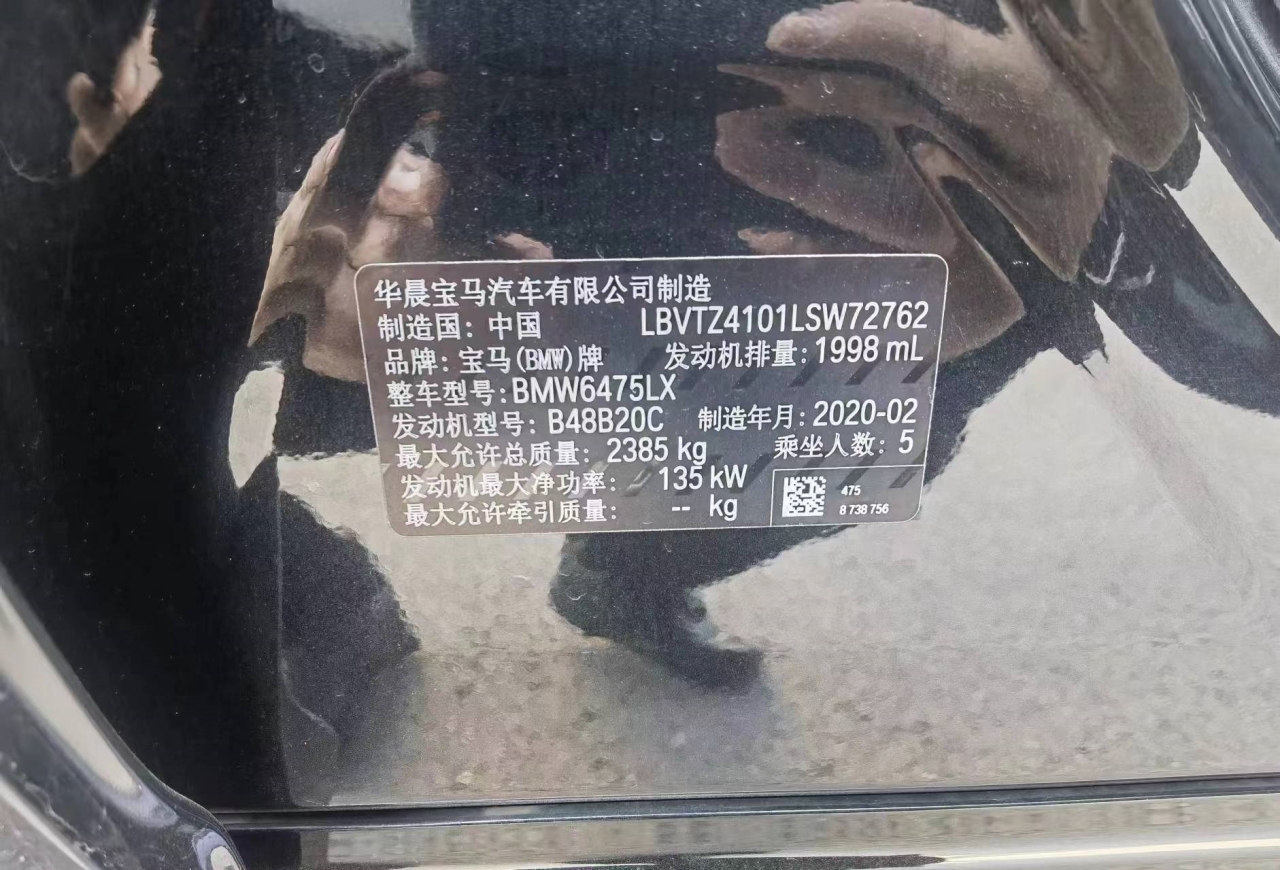 华晨宝马汽车有限公司制造
制造国：中国 LBVTZ4101LSW72762
品牌：宝马(BMW)牌 发动机排量：1998 mL
整车型号：BMW6475LX
发动机型号：B48B20C 制造年月：2020-02
最大允许总质量：2385 kg 乘坐人数：5
发动机最大净功率：135 kW
最大允许牵引质量：-- kg
475
8 738 756